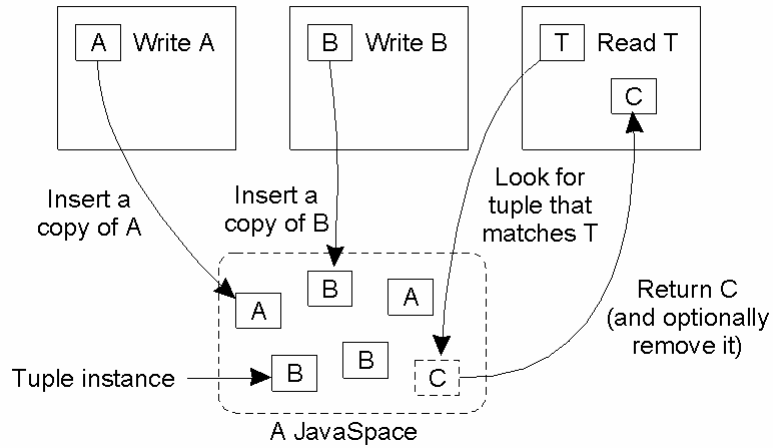 A Write A
B Write B
T Read T
C
Insert a
copy of A
Insert a
copy of B
Look for
tuple that
matches T
A
B
A
Return C
(and optionally
remove it)
Tuple instance
B
B
C
A JavaSpace